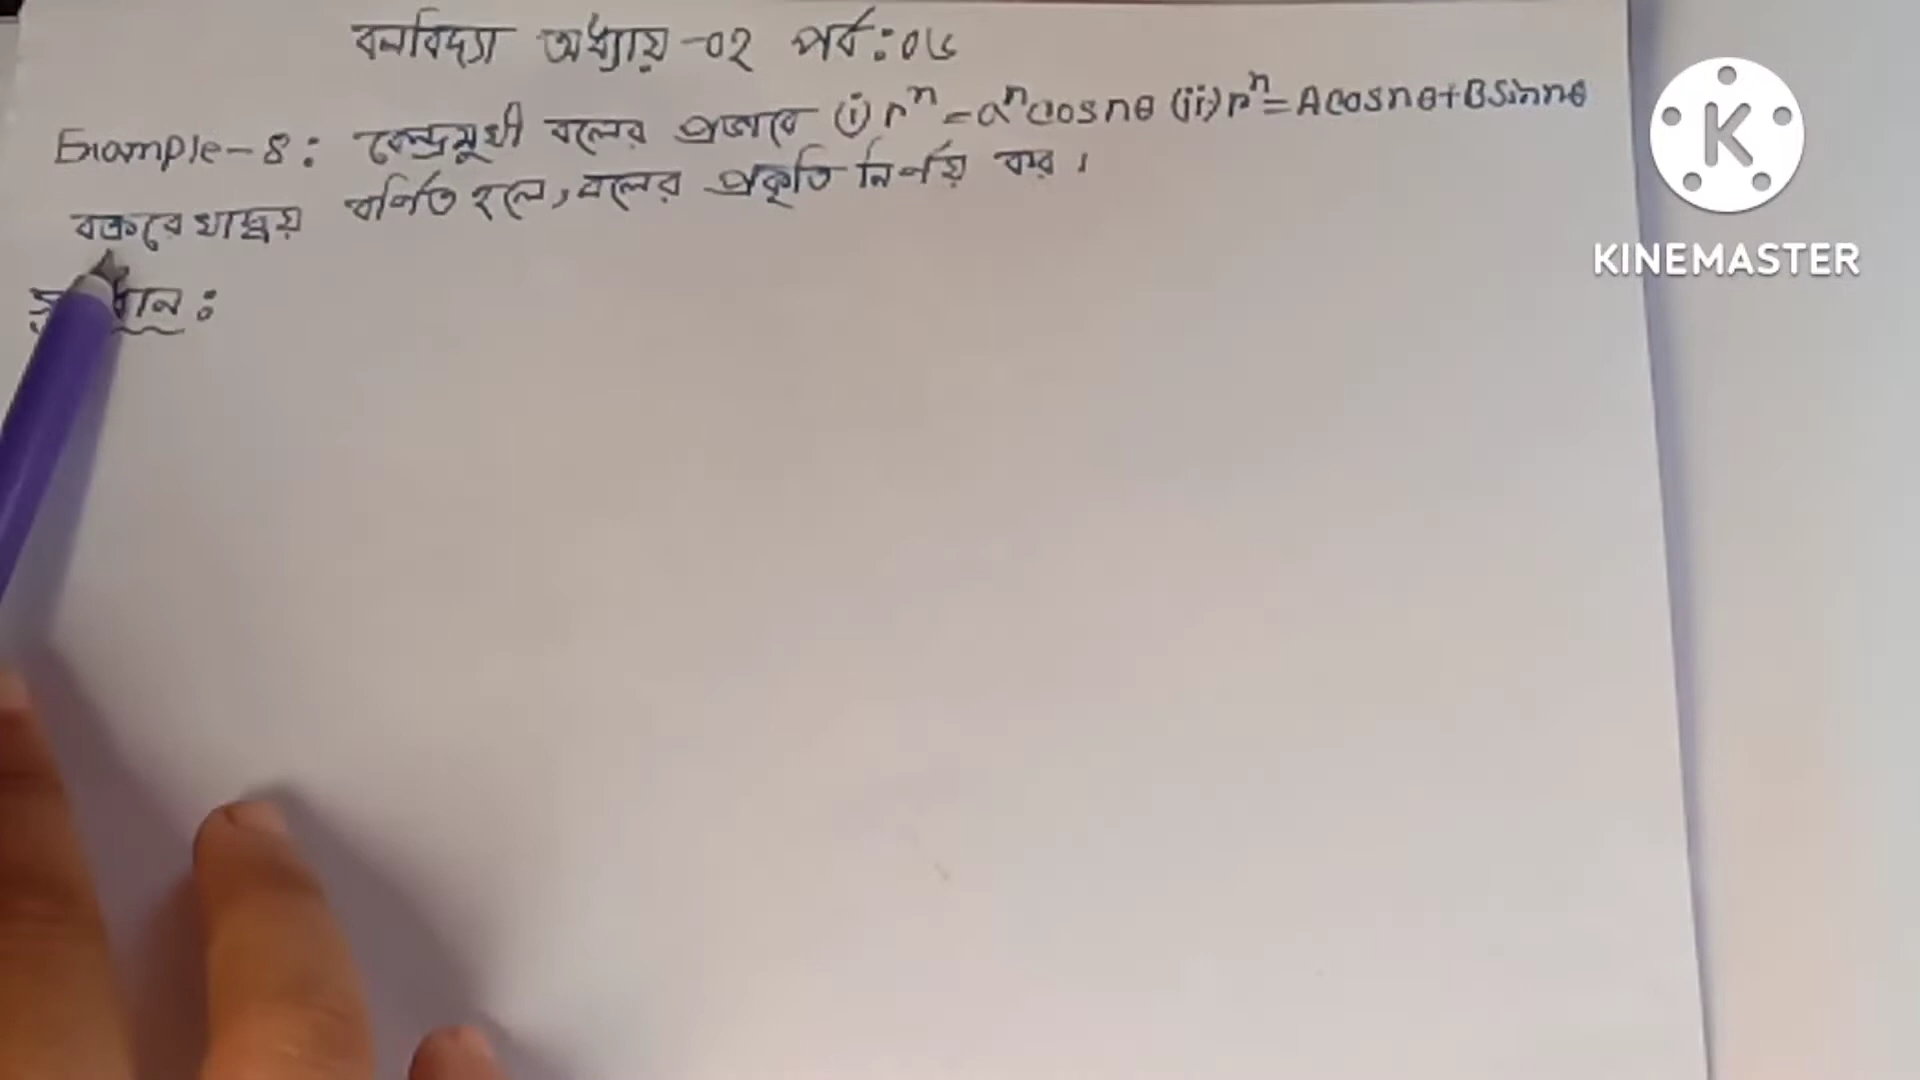 বলবিদ্যা অধ্যায়-০২ পর্ব:০৬
Example-8: কেন্দ্রমুখী বলের প্রভাবে (i) rⁿ=aⁿcosnθ (ii) rⁿ=Acosnθ+BSinnθ
বক্ররেখাদ্বয় বর্ণিত হলে, বলের প্রকৃতি নির্ণয় কর।
সমাধান:
KINEMASTER